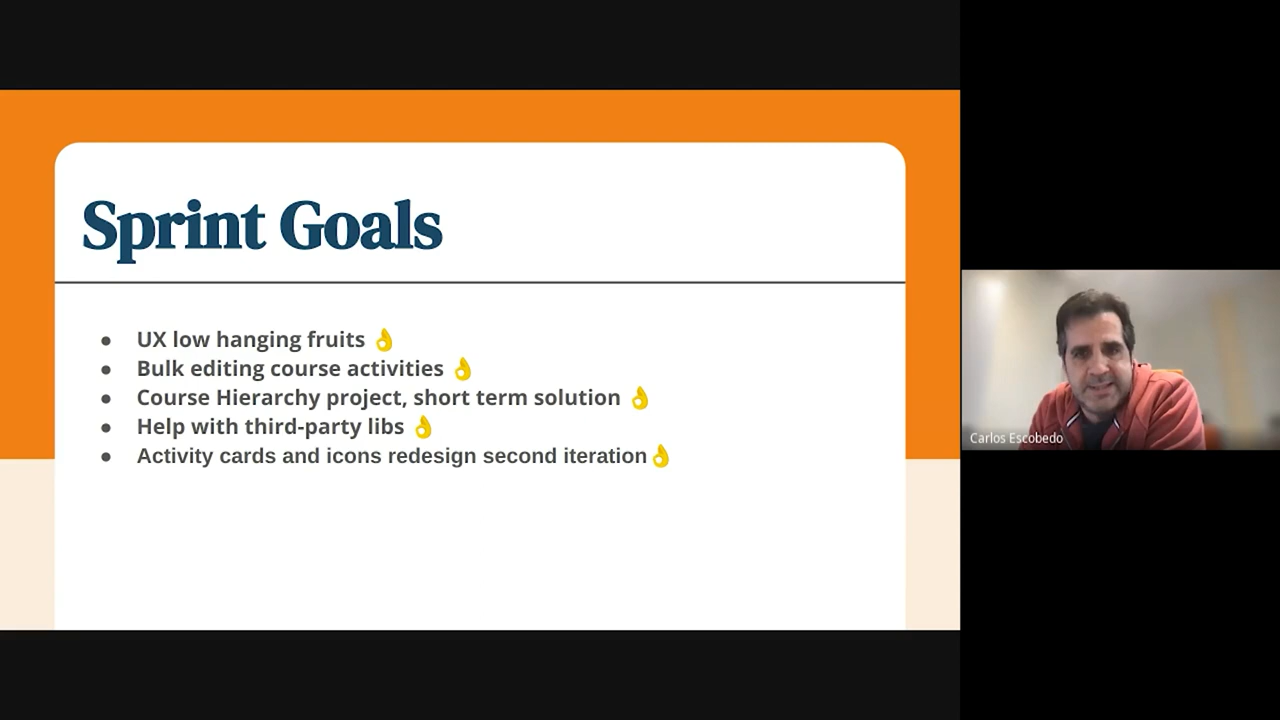 Sprint Goals
● UX low hanging fruits 👌
● Bulk editing course activities 👌
● Course Hierarchy project, short term solution 👌
● Help with third-party libs 👌
● Activity cards and icons redesign second iteration👌
Carlos Escobedo